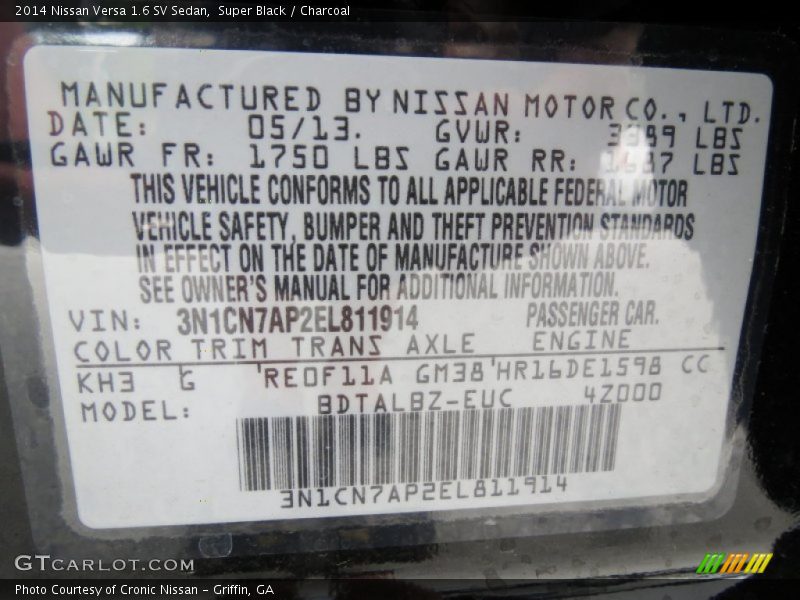 2014 Nissan Versa 1.6 SV Sedan,  Super Black / Charcoal
MANUFACTURED BY NISSAN MOTOR CO., LTD.
DATE: 05/13. GVWR: LBS
GAWR FR: 1750 LBS GAWR RR: LBS
THIS VEHICLE CONFORMS TO ALL APPLICABLE FEDERAL MOTOR
VEHICLE SAFETY, BUMPER AND THEFT PREVENTION STANDARDS
IN EFFECT ON THE DATE OF MANUFACTURE SHOWN ABOVE.
SEE OWNER'S MANUAL FOR ADDITIONAL INFORMATION.
VIN: 3N1CN7AP2EL811914 PASSENGER CAR.
COLOR TRIM TRANS AXLE ENGINE
KH3 G 'RE0F11A GM38'HR16DE1598 CC
MODEL: BDTALBZ-EUC 4Z000
3N1CN7AP2EL811914
GTCARLOT.COM
Photo Courtesy of Cronic Nissan - Griffin, GA